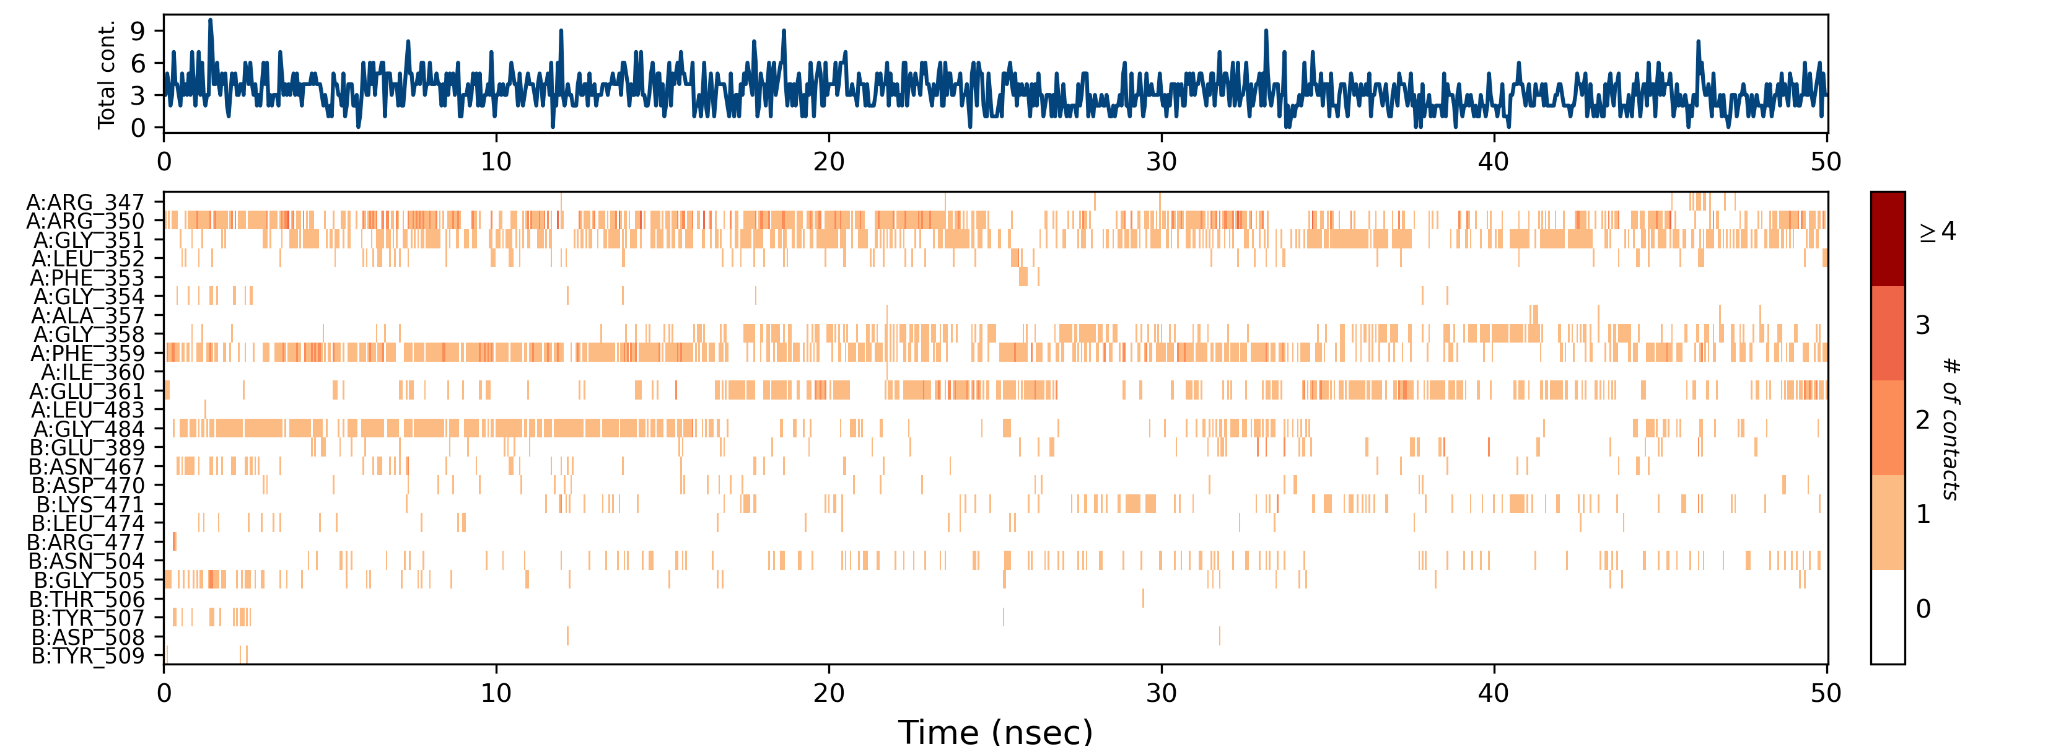 Total cont.
9
6
3
0
0 10 20 30 40 50
A:ARG_347
A:ARG_350
A:GLY_351
A:LEU_352
A:PHE_353
A:GLY_354
A:ALA_357
A:GLY_358
A:PHE_359
A:ILE_360
A:GLU_361
A:LEU_483
A:GLY_484
B:GLU_389
B:ASN_467
B:ASP_470
B:LYS_471
B:LEU_474
B:ARG_477
B:ASN_504
B:GLY_505
B:THR_506
B:TYR_507
B:ASP_508
B:TYR_509
0 10 20 30 40 50
Time (nsec)
≥4
3
2
1
0
# of contacts